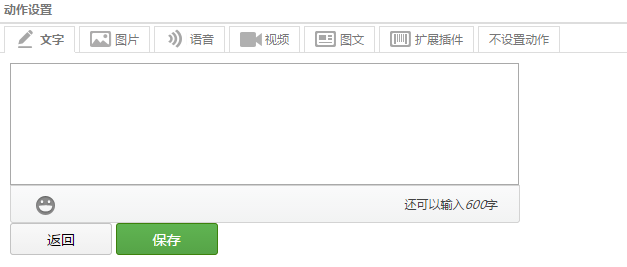 动作设置
文字 图片 语音 视频 图文 扩展插件 不设置动作
还可以输入600字
返回 保存